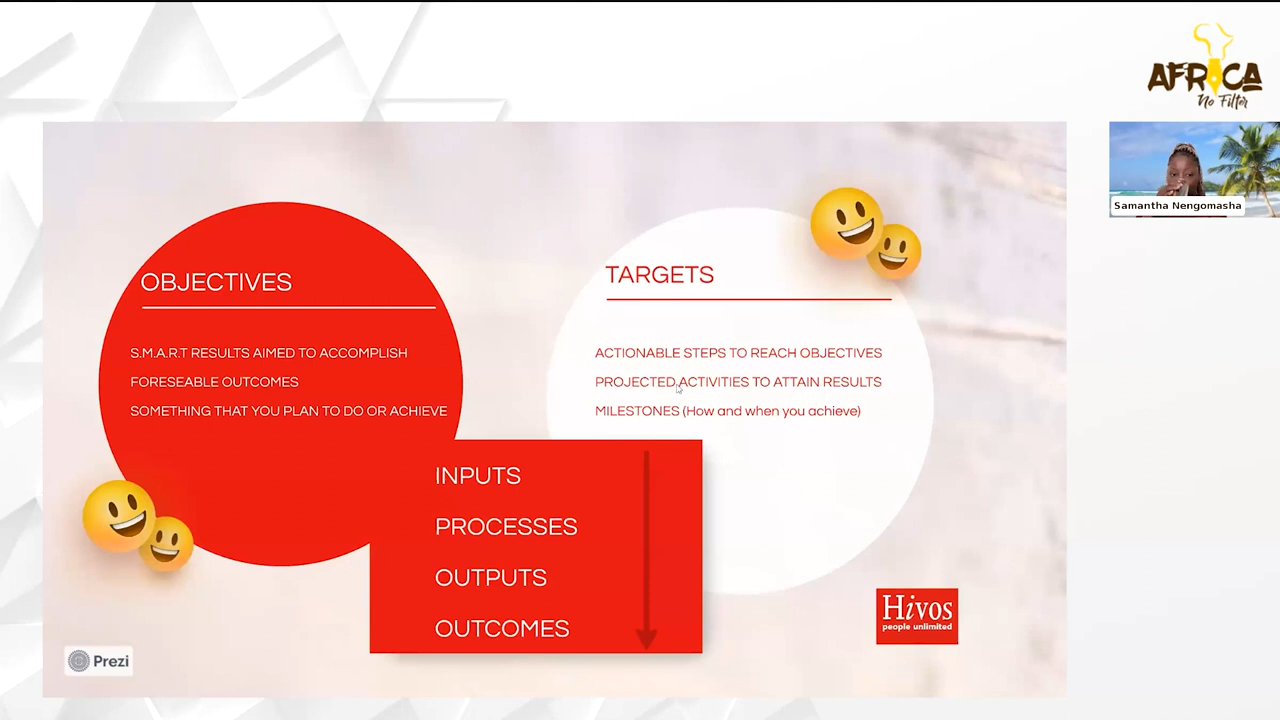 AFRICA
No Filter
Samantha Nengomasha
OBJECTIVES
S.M.A.R.T RESULTS AIMED TO ACCOMPLISH
FORESEABLE OUTCOMES
SOMETHING THAT YOU PLAN TO DO OR ACHIEVE
TARGETS
ACTIONABLE STEPS TO REACH OBJECTIVES
PROJECTED ACTIVITIES TO ATTAIN RESULTS
MILESTONES (How and when you achieve)
INPUTS
PROCESSES
OUTPUTS
OUTCOMES
Hivos
people unlimited
Prezi